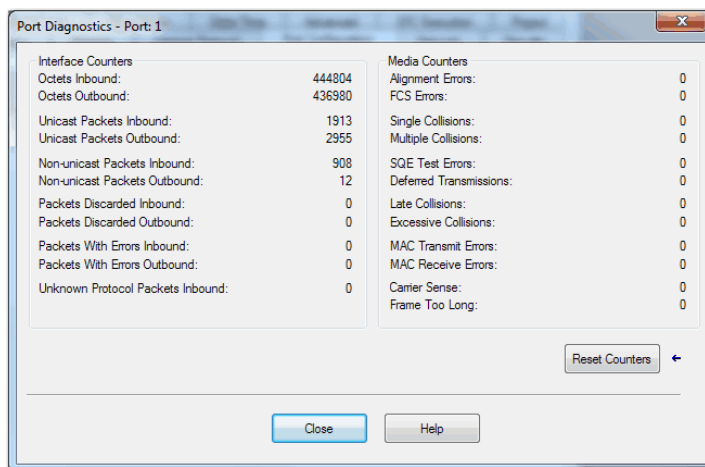 Port Diagnostics - Port: 1
Interface Counters
Octets Inbound: 444804
Octets Outbound: 436980
Unicast Packets Inbound: 1913
Unicast Packets Outbound: 2955
Non-unicast Packets Inbound: 908
Non-unicast Packets Outbound: 12
Packets Discarded Inbound: 0
Packets Discarded Outbound: 0
Packets With Errors Inbound: 0
Packets With Errors Outbound: 0
Unknown Protocol Packets Inbound: 0
Media Counters
Alignment Errors: 0
FCS Errors: 0
Single Collisions: 0
Multiple Collisions: 0
SQE Test Errors: 0
Deferred Transmissions: 0
Late Collisions: 0
Excessive Collisions: 0
MAC Transmit Errors: 0
MAC Receive Errors: 0
Carrier Sense: 0
Frame Too Long: 0
Reset Counters
Close
Help